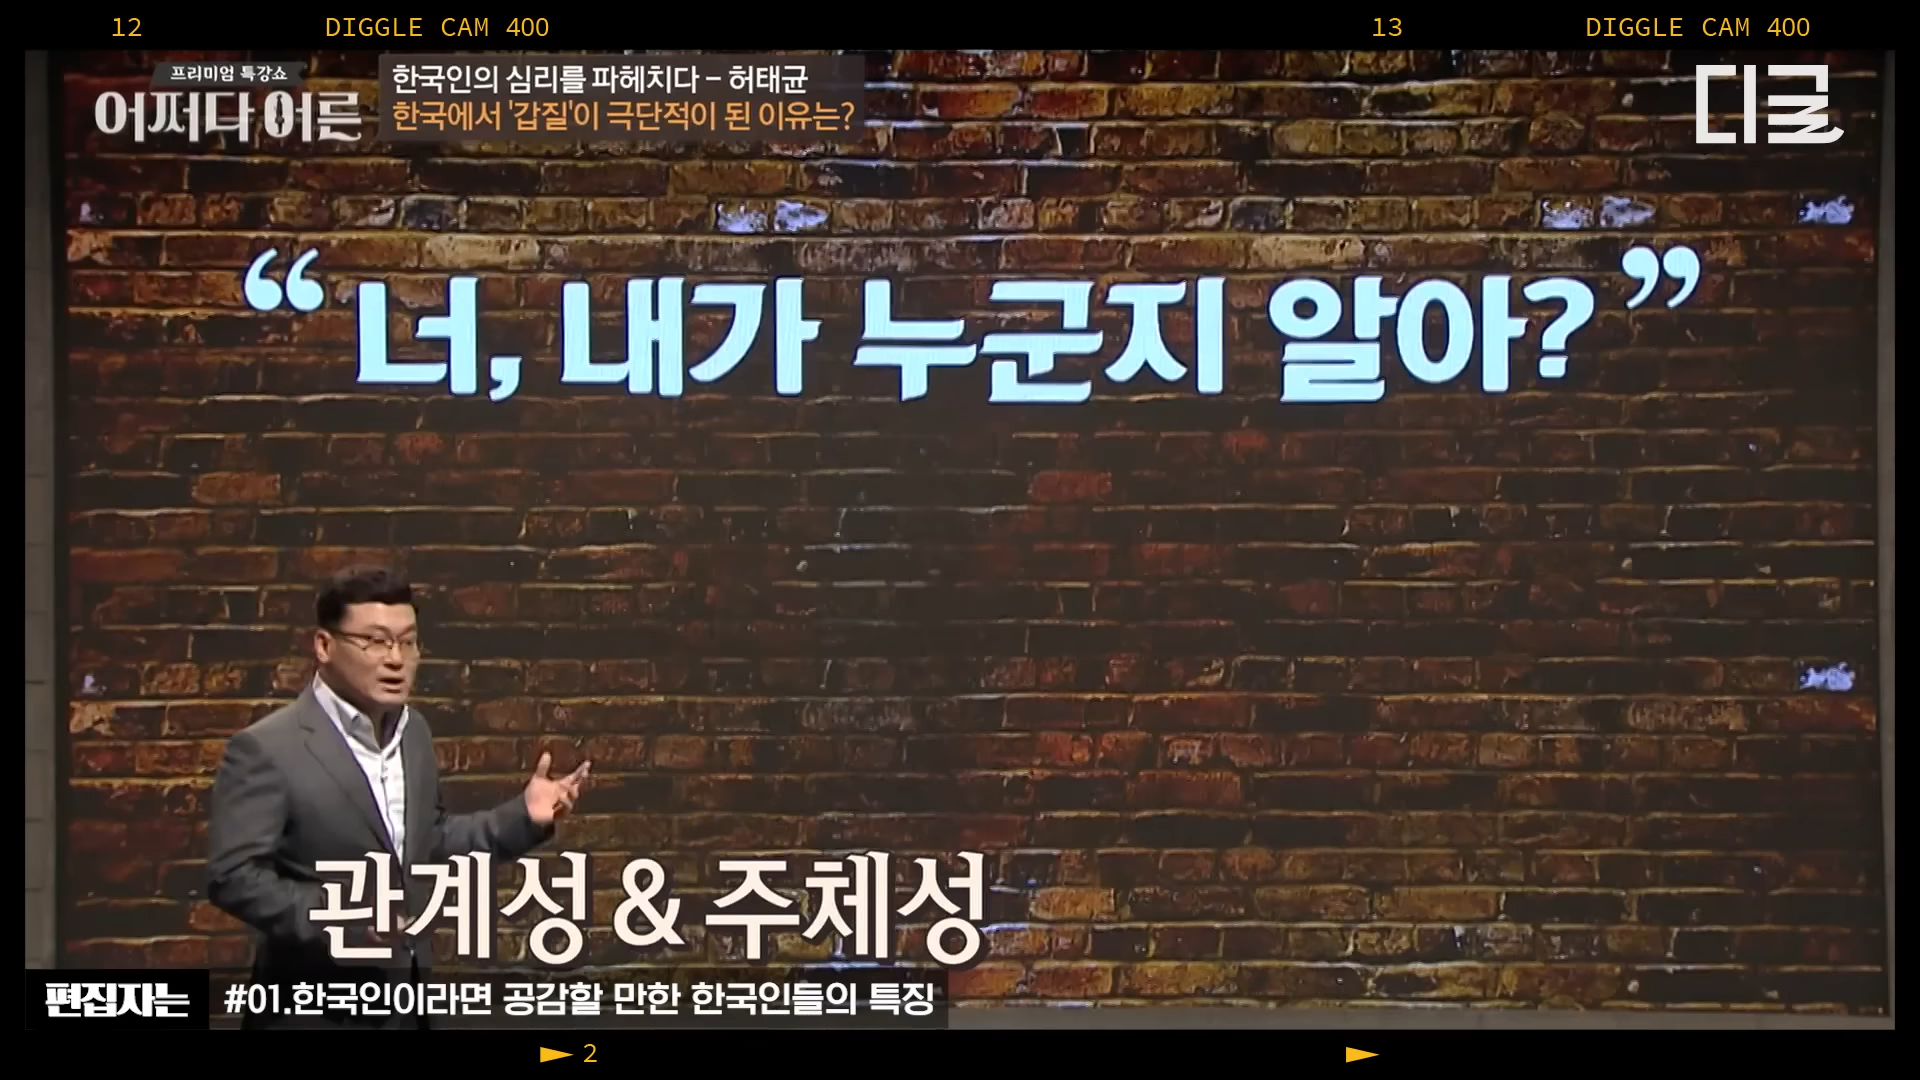 12 DIGGLE CAM 400 13 DIGGLE CAM 400
프리미엄 특강쇼
어쩌다 어른
한국인의 심리를 파헤치다 – 허태균
한국에서 '갑질'이 극단적이 된 이유는?
디글
“너, 내가 누군지 알아?”
관계성 & 주체성
편집자는
#01.한국인이라면 공감할 만한 한국인들의 특징
2